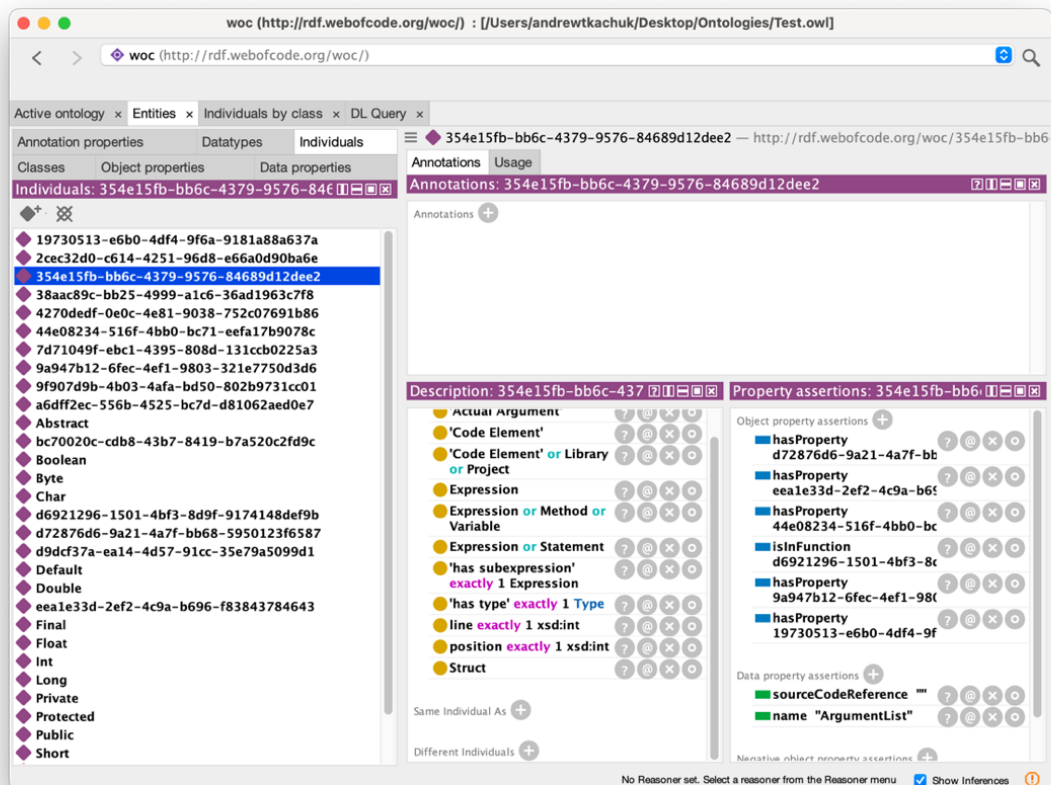 woc (http://rdf.webofcode.org/woc/) : [/Users/andrewtkachuk/Desktop/Ontologies/Test.owl]
woc (http://rdf.webofcode.org/woc/)
Active ontology × Entities × Individuals by class × DL Query ×
Annotation properties Datatypes Individuals
Classes Object properties Data properties
Individuals: 354e15fb-bb6c-4379-9576-846
19730513-e6b0-4df4-9f6a-9181a88a637a
2cec32d0-c614-4251-96d8-e66a0d90ba6e
354e15fb-bb6c-4379-9576-84689d12dee2
38aac89c-bb25-4999-a1c6-36ad1963c7f8
4270dedf-0e0c-4e81-9038-752c07691b86
44e08234-516f-4bb0-bc71-eefa17b9078c
7d71049f-ebc1-4395-808d-131ccb0225a3
9a947b12-6fec-4ef1-9803-321e7750d3d6
9f907d9b-4b03-4afa-bd50-802b9731cc01
a6dff2ec-556b-4525-bc7d-d81062aed0e7
Abstract
bc70020c-cdb8-43b7-8419-b7a520c2fd9c
Boolean
Byte
Char
d6921296-1501-4bf3-8d9f-9174148def9b
d72876d6-9a21-4a7f-bb68-5950123f6587
d9dcf37a-ea14-4d57-91cc-35e79a5099d1
Default
Double
eea1e33d-2ef2-4c9a-b696-f83843784643
Final
Float
Int
Long
Private
Protected
Public
Short
354e15fb-bb6c-4379-9576-84689d12dee2 — http://rdf.webofcode.org/woc/354e15fb-bb6
Annotations Usage
Annotations: 354e15fb-bb6c-4379-9576-84689d12dee2
Annotations
Description: 354e15fb-bb6c-437
'Actual Argument'
'Code Element'
'Code Element' or Library
or Project
Expression
Expression or Method or
Variable
Expression or Statement
'has subexpression'
exactly 1 Expression
'has type' exactly 1 Type
line exactly 1 xsd:int
position exactly 1 xsd:int
Struct
Same Individual As
Different Individuals
Property assertions: 354e15fb-bb6
Object property assertions
hasProperty
d72876d6-9a21-4a7f-bb
hasProperty
eea1e33d-2ef2-4c9a-b69
hasProperty
44e08234-516f-4bb0-bc
isInFunction
d6921296-1501-4bf3-8d
hasProperty
9a947b12-6fec-4ef1-980
hasProperty
19730513-e6b0-4df4-9f
Data property assertions
sourceCodeReference ""
name "ArgumentList"
Negative object property assertions
No Reasoner set. Select a reasoner from the Reasoner menu Show Inferences